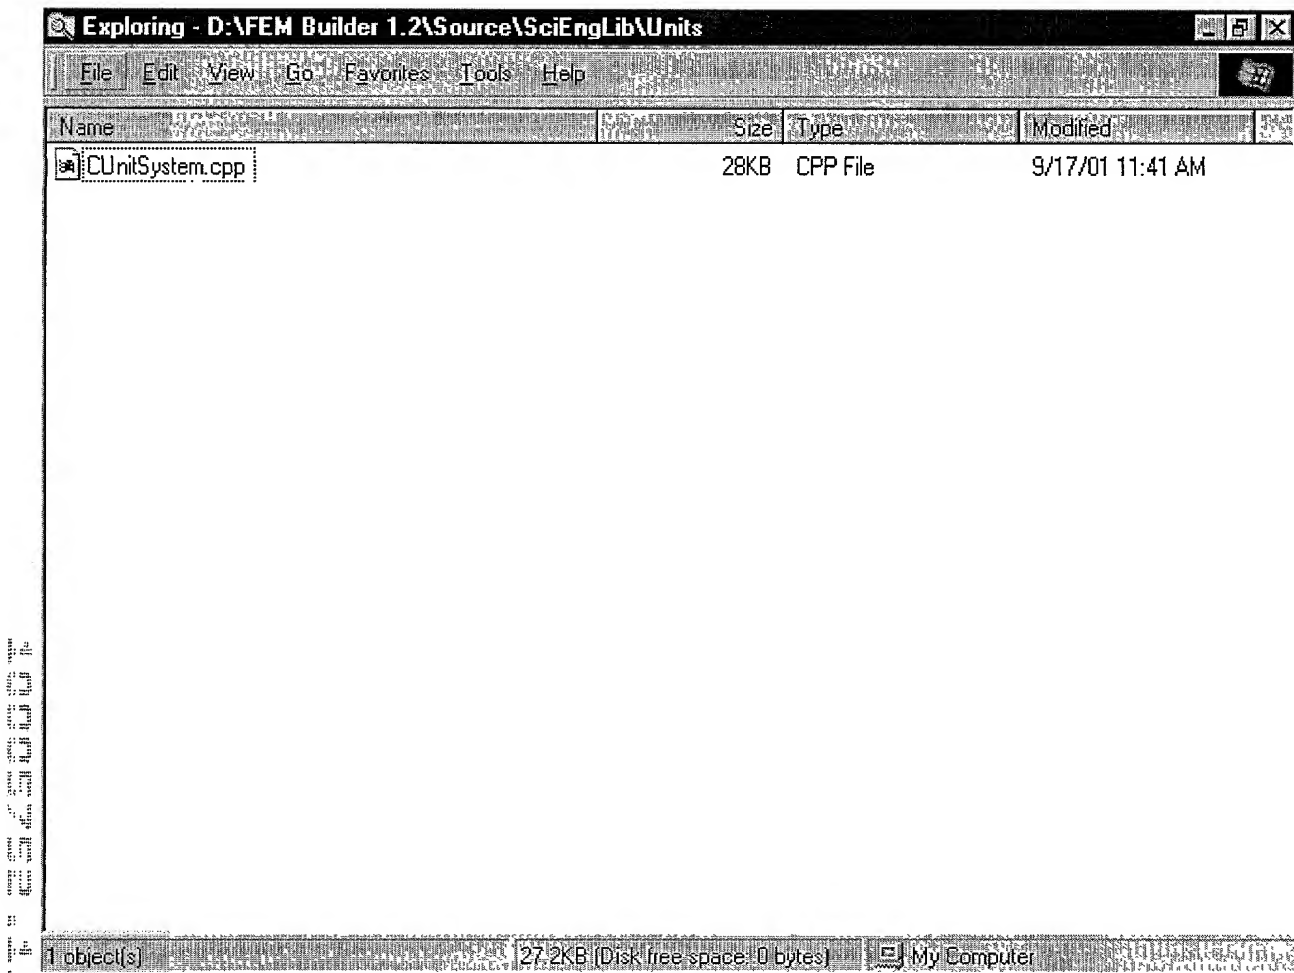 Exploring - D:\FEM Builder 1.2\Source\SciEngLib\Units
File Edit View Go Favorites Tools Help
Name Size Type Modified
CUnitSystem.cpp 28KB CPP File 9/17/01 11:41 AM
1 object(s) 27.2KB (Disk free space: 0 bytes) My Computer